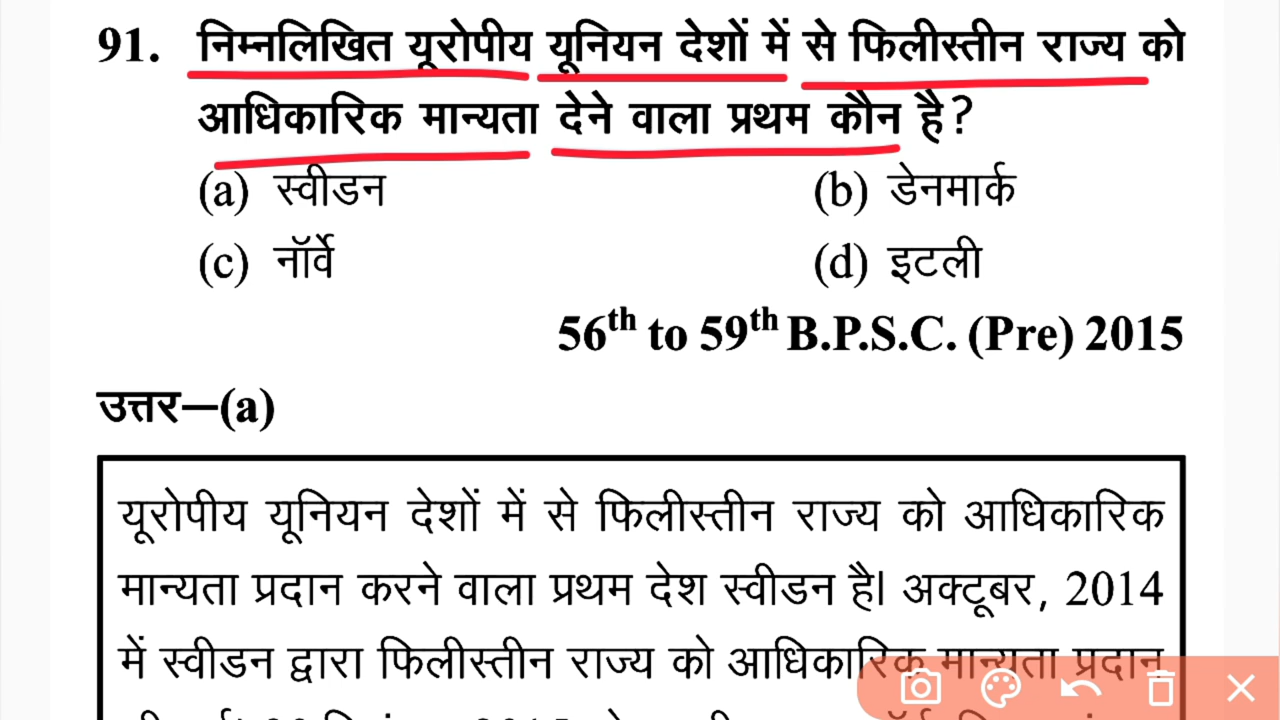 91. निम्नलिखित यूरोपीय यूनियन देशों में से फिलीस्तीन राज्य को
आधिकारिक मान्यता देने वाला प्रथम कौन है?
(a) स्वीडन (b) डेनमार्क
(c) नॉर्वे (d) इटली
56th to 59th B.P.S.C. (Pre) 2015
उत्तर—(a)
यूरोपीय यूनियन देशों में से फिलीस्तीन राज्य को आधिकारिक
मान्यता प्रदान करने वाला प्रथम देश स्वीडन है। अक्टूबर, 2014
में स्वीडन द्वारा फिलीस्तीन राज्य को आधिकारिक मान्यता प्रदान